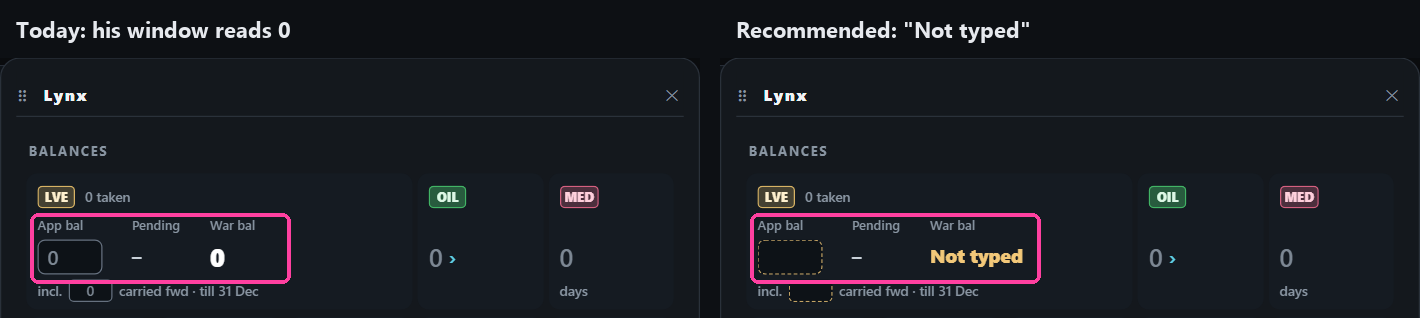 Today: his window reads 0
Lynx
BALANCES
LVE 0 taken OIL MED
App bal Pending War bal
0 – 0 0 › 0
incl. 0 carried fwd · till 31 Dec days
Recommended: "Not typed"
Lynx
BALANCES
LVE 0 taken OIL MED
App bal Pending War bal
– Not typed 0 › 0
incl. carried fwd · till 31 Dec days